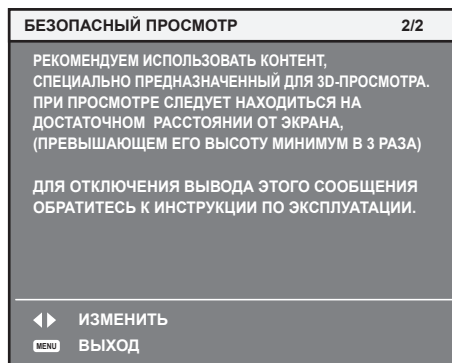 БЕЗОПАСНЫЙ ПРОСМОТР 2/2
РЕКОМЕНДУЕМ ИСПОЛЬЗОВАТЬ КОНТЕНТ,
СПЕЦИАЛЬНО ПРЕДНАЗНАЧЕННЫЙ ДЛЯ 3D-ПРОСМОТРА.
ПРИ ПРОСМОТРЕ СЛЕДУЕТ НАХОДИТЬСЯ НА
ДОСТАТОЧНОМ РАССТОЯНИИ ОТ ЭКРАНА,
(ПРЕВЫШАЮЩЕМ ЕГО ВЫСОТУ МИНИМУМ В 3 РАЗА)
ДЛЯ ОТКЛЮЧЕНИЯ ВЫВОДА ЭТОГО СООБЩЕНИЯ
ОБРАТИТЕСЬ К ИНСТРУКЦИИ ПО ЭКСПЛУАТАЦИИ.
ИЗМЕНИТЬ
MENU ВЫХОД